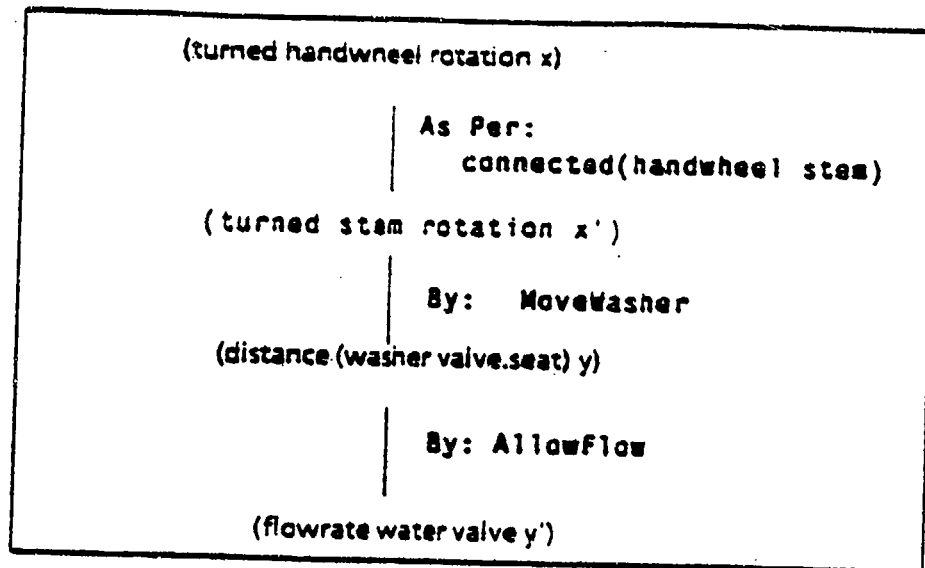 (turned handwheel rotation x)
As Per:
connected(handwheel stem)
(turned stem rotation x')
By: MoveWasher
(distance (washer valve.seat) y)
By: AllowFlow
(flowrate water valve y')